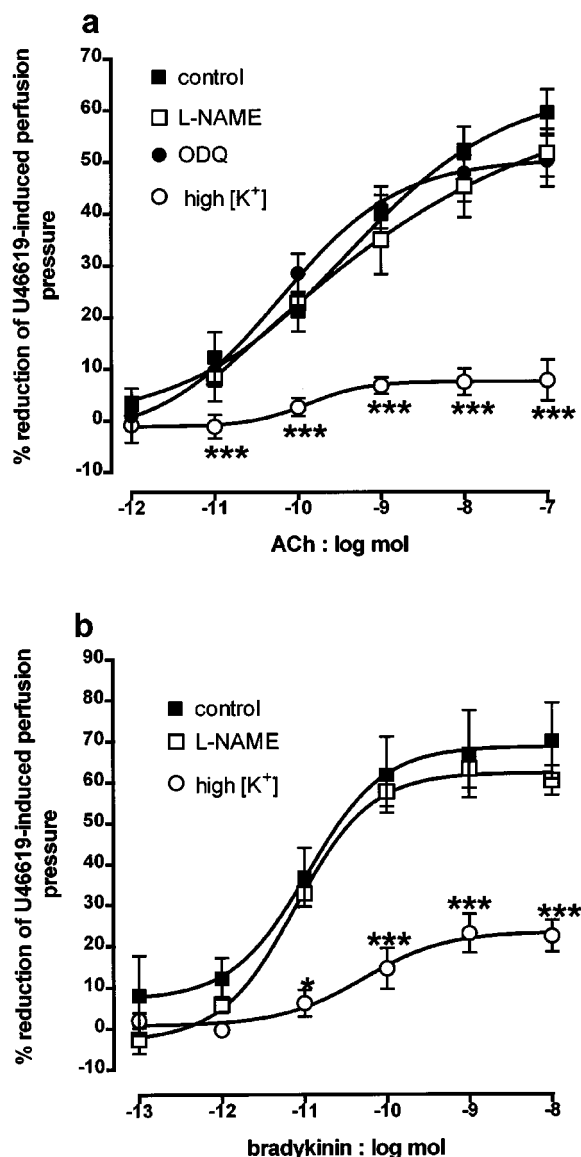 a
% reduction of U46619-induced perfusion
pressure
70
60
50
40
30
20
10
0
-10
control
L-NAME
ODQ
high [K+]
***
***
***
***
***
-12 -11 -10 -9 -8 -7
ACh : log mol
b
% reduction of U46619-induced perfusion
pressure
90
80
70
60
50
40
30
20
10
0
-10
control
L-NAME
high [K+]
*
***
***
***
-13 -12 -11 -10 -9 -8
bradykinin : log mol